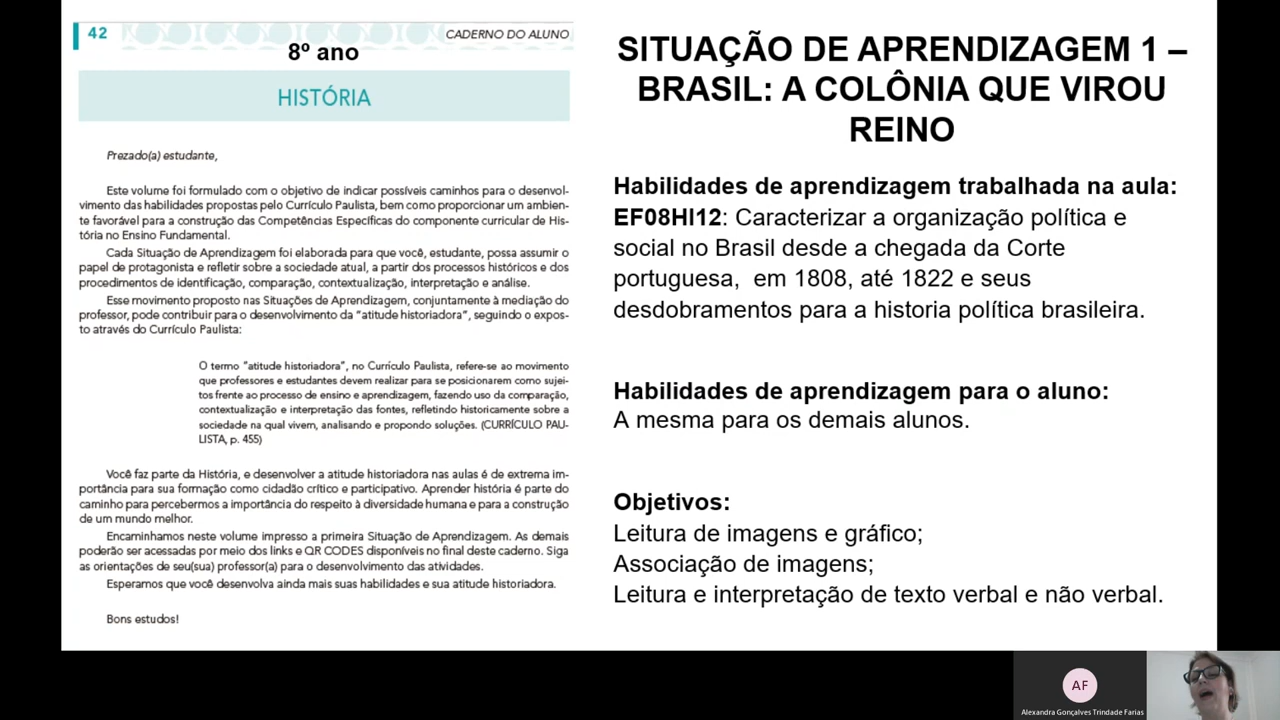 42
CADERNO DO ALUNO
8º ano
HISTÓRIA
Prezado(a) estudante,
Este volume foi formulado com o objetivo de indicar possíveis caminhos para o desenvol-
vimento das habilidades propostas pelo Currículo Paulista, bem como proporcionar um ambien-
te favorável para a construção das Competências Específicas do componente curricular de His-
tória no Ensino Fundamental.
Cada Situação de Aprendizagem foi elaborada para que você, estudante, possa assumir o
papel de protagonista e refletir sobre a sociedade atual, a partir dos processos históricos e dos
procedimentos de identificação, comparação, contextualização, interpretação e análise.
Esse movimento proposto nas Situações de Aprendizagem, conjuntamente à mediação do
professor, pode contribuir para o desenvolvimento da “atitude historiadora”, seguindo o expos-
to através do Currículo Paulista:
O termo “atitude historiadora”, no Currículo Paulista, refere-se ao movimento
que professores e estudantes devem realizar para se posicionarem como sujei-
tos frente ao processo de ensino e aprendizagem, fazendo uso da comparação,
contextualização e interpretação das fontes, refletindo historicamente sobre a
sociedade na qual vivem, analisando e propondo soluções. (CURRÍCULO PAU-
LISTA, p. 455)
Você faz parte da História, e desenvolver a atitude historiadora nas aulas é de extrema im-
portância para sua formação como cidadão crítico e participativo. Aprender história é parte do
caminho para percebermos a importância do respeito à diversidade humana e para a construção
de um mundo melhor.
Encaminhamos neste volume impresso a primeira Situação de Aprendizagem. As demais
poderão ser acessadas por meio dos links e QR CODES disponíveis no final deste caderno. Siga
as orientações de seu(sua) professor(a) para o desenvolvimento das atividades.
Esperamos que você desenvolva ainda mais suas habilidades e sua atitude historiadora.
Bons estudos!
SITUAÇÃO DE APRENDIZAGEM 1 –
BRASIL: A COLÔNIA QUE VIROU
REINO
Habilidades de aprendizagem trabalhada na aula:
EF08HI12: Caracterizar a organização política e
social no Brasil desde a chegada da Corte
portuguesa, em 1808, até 1822 e seus
desdobramentos para a historia política brasileira.
Habilidades de aprendizagem para o aluno:
A mesma para os demais alunos.
Objetivos:
Leitura de imagens e gráfico;
Associação de imagens;
Leitura e interpretação de texto verbal e não verbal.
AF
Alexandra Gonçalves Trindade Farias